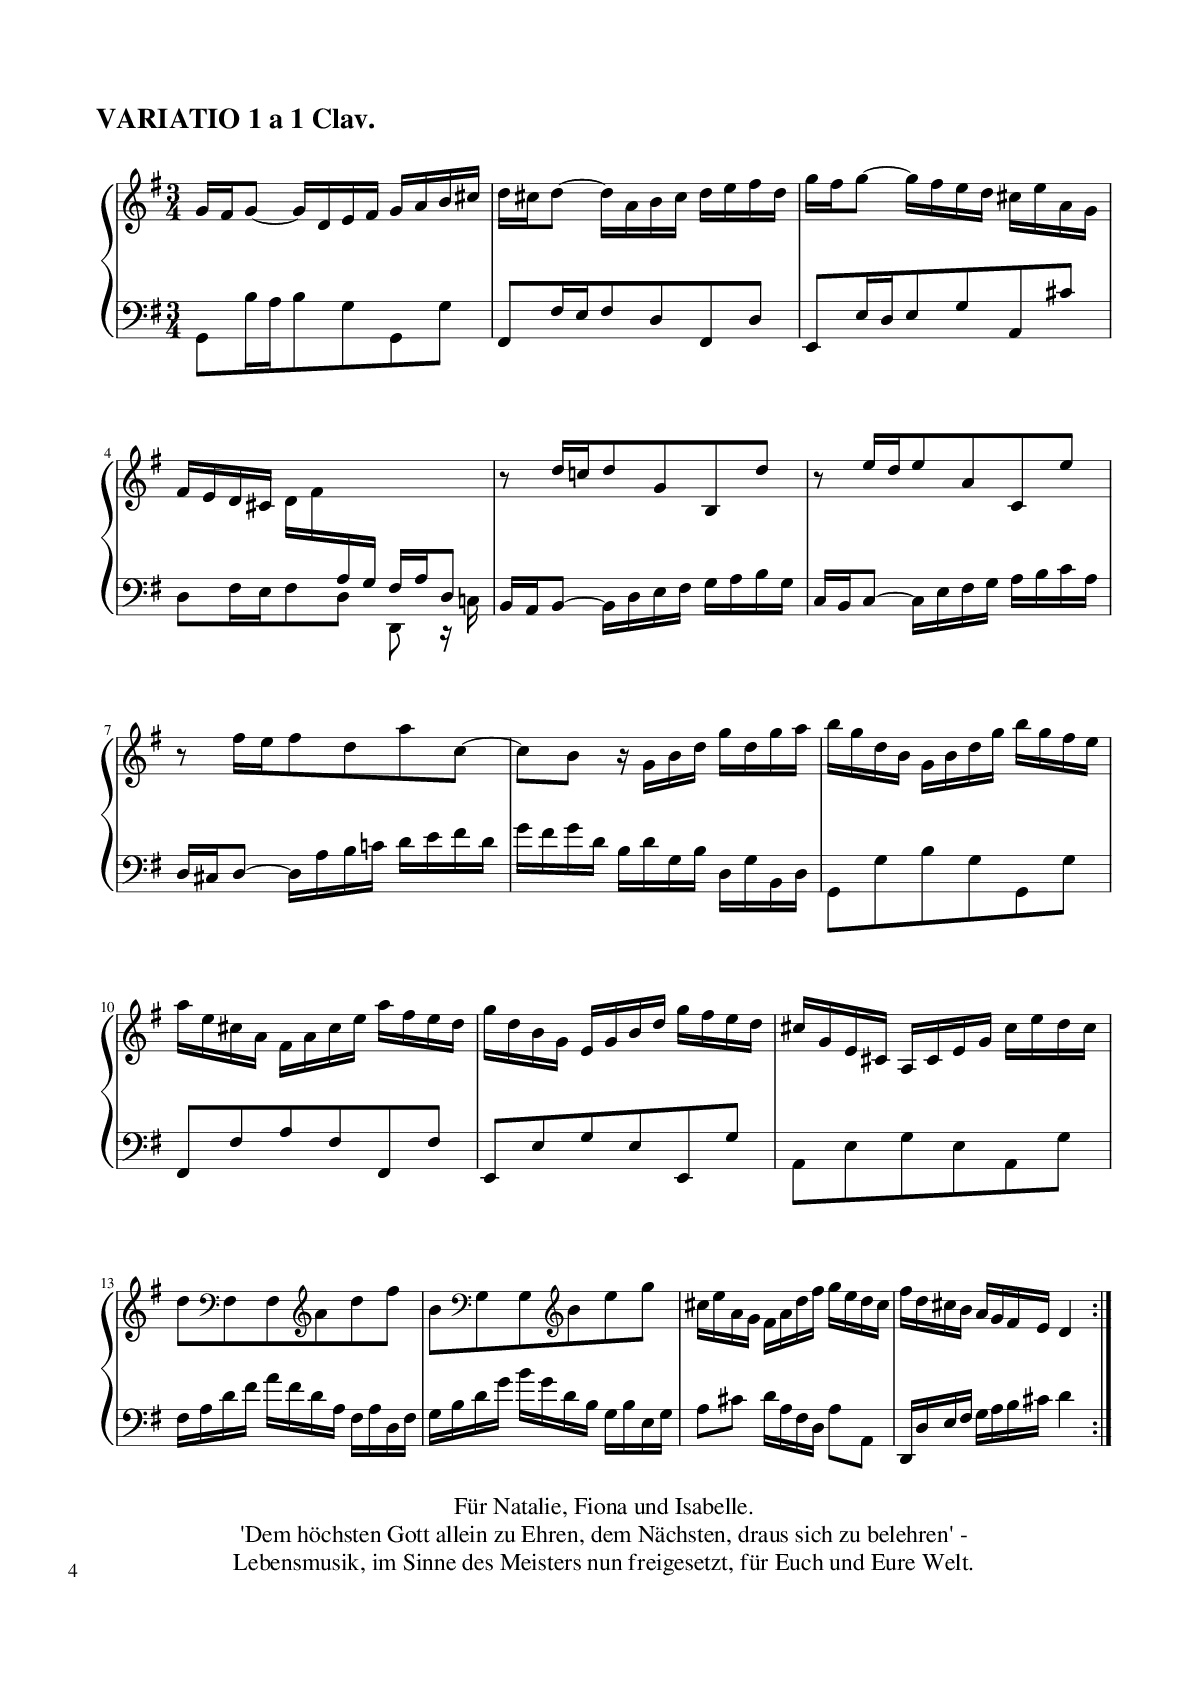 VARIATIO 1 a 1 Clav.
3
4
3
4
4
7
10
13
Für Natalie, Fiona und Isabelle.
'Dem höchsten Gott allein zu Ehren, dem Nächsten, draus sich zu belehren' -
Lebensmusik, im Sinne des Meisters nun freigesetzt, für Euch und Eure Welt.
4